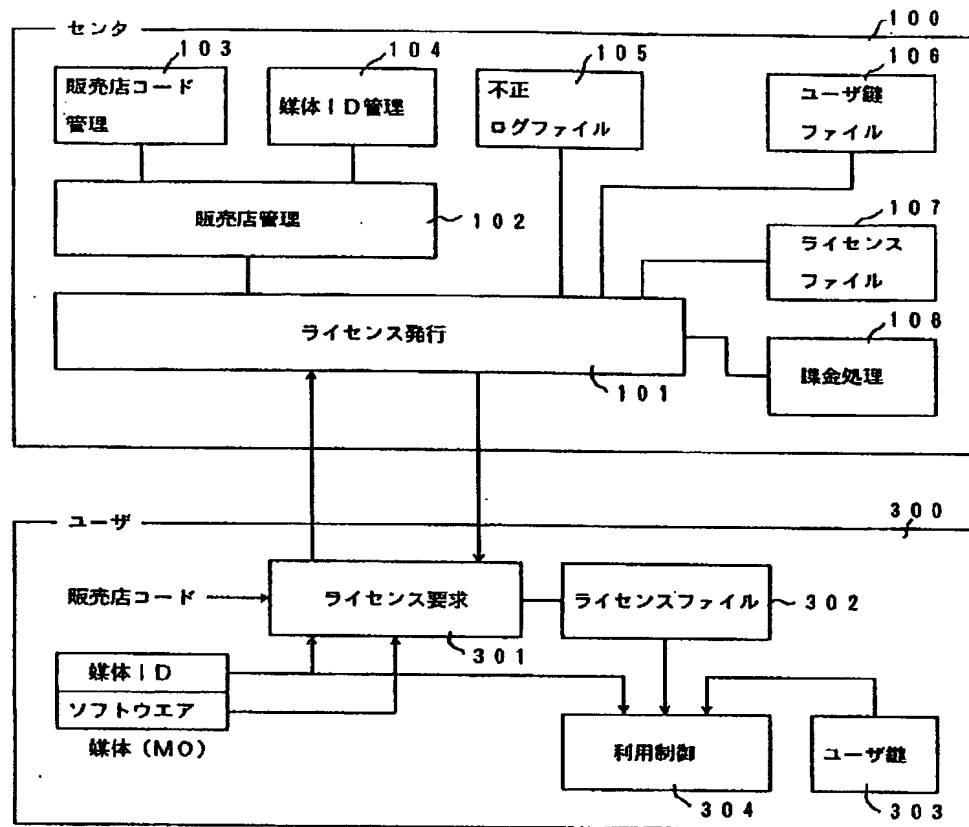 センタ
100
103
104
105
106
販売店コード
管理
媒体ID管理
不正
ログファイル
ユーザ鍵
ファイル
販売店管理
102
107
ライセンス
ファイル
ライセンス発行
101
108
課金処理
ユーザ
300
販売店コード
ライセンス要求
301
ライセンスファイル
302
媒体ID
ソフトウエア
媒体(MO)
利用制御
304
ユーザ鍵
303